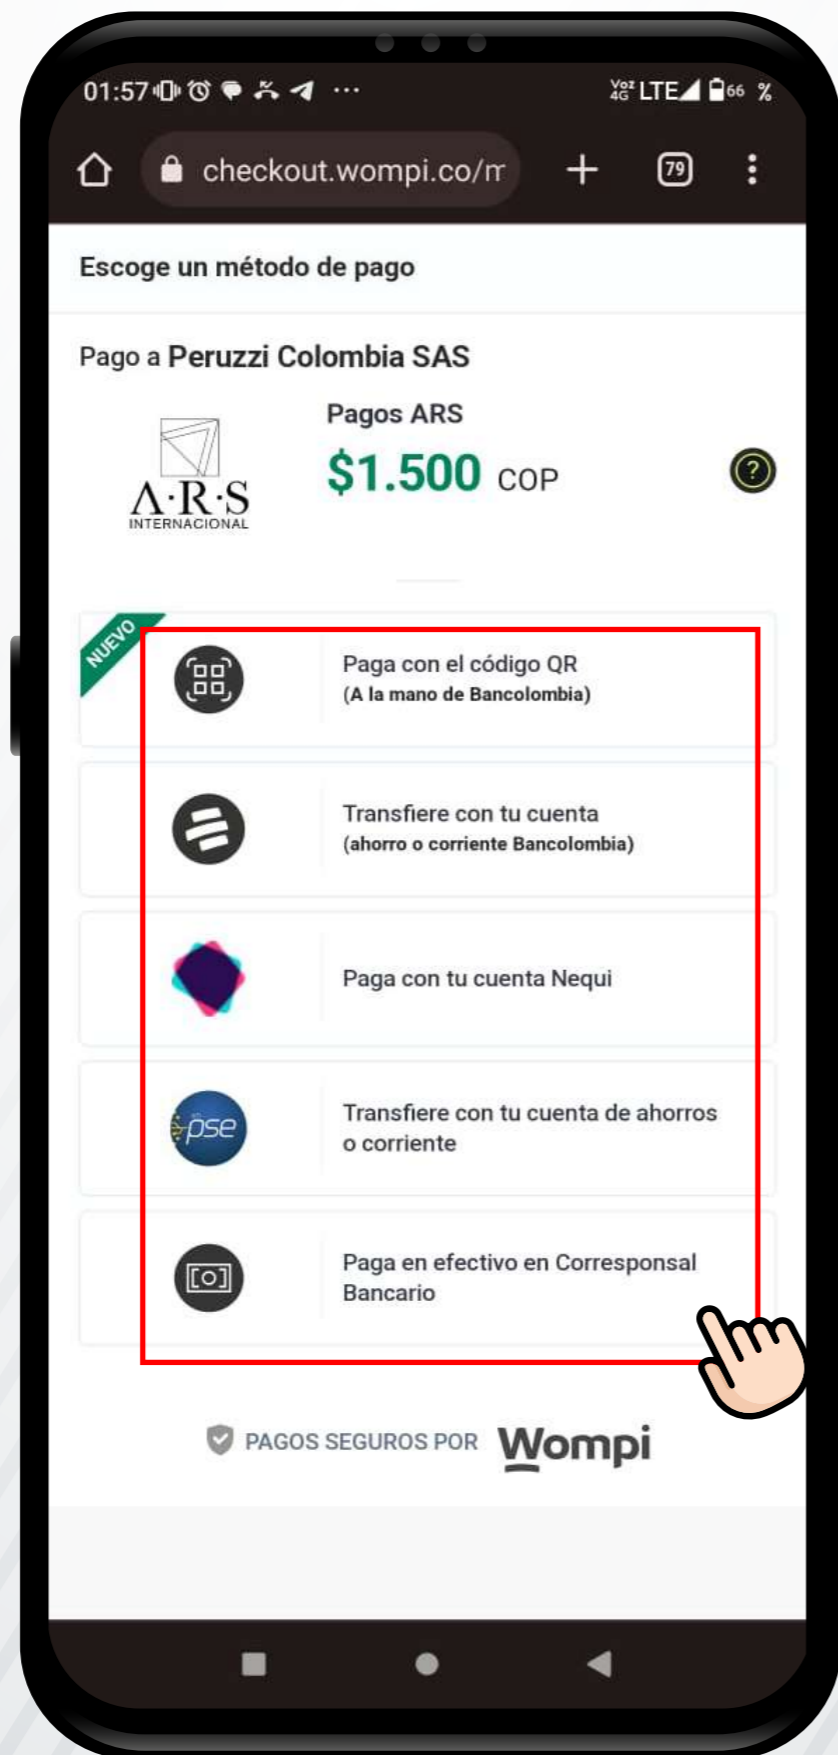 01:57
Voz 4G LTE 66 %
checkout.wompi.co/m
79
Escoge un método de pago
Pago a Peruzzi Colombia SAS
Pagos ARS
$1.500 COP
?
A·R·S
INTERNACIONAL
NUEVO
Paga con el código QR
(A la mano de Bancolombia)
Transfiere con tu cuenta
(ahorro o corriente Bancolombia)
Paga con tu cuenta Nequi
pse
Transfiere con tu cuenta de ahorros
o corriente
Paga en efectivo en Corresponsal
Bancario
PAGOS SEGUROS POR Wompi